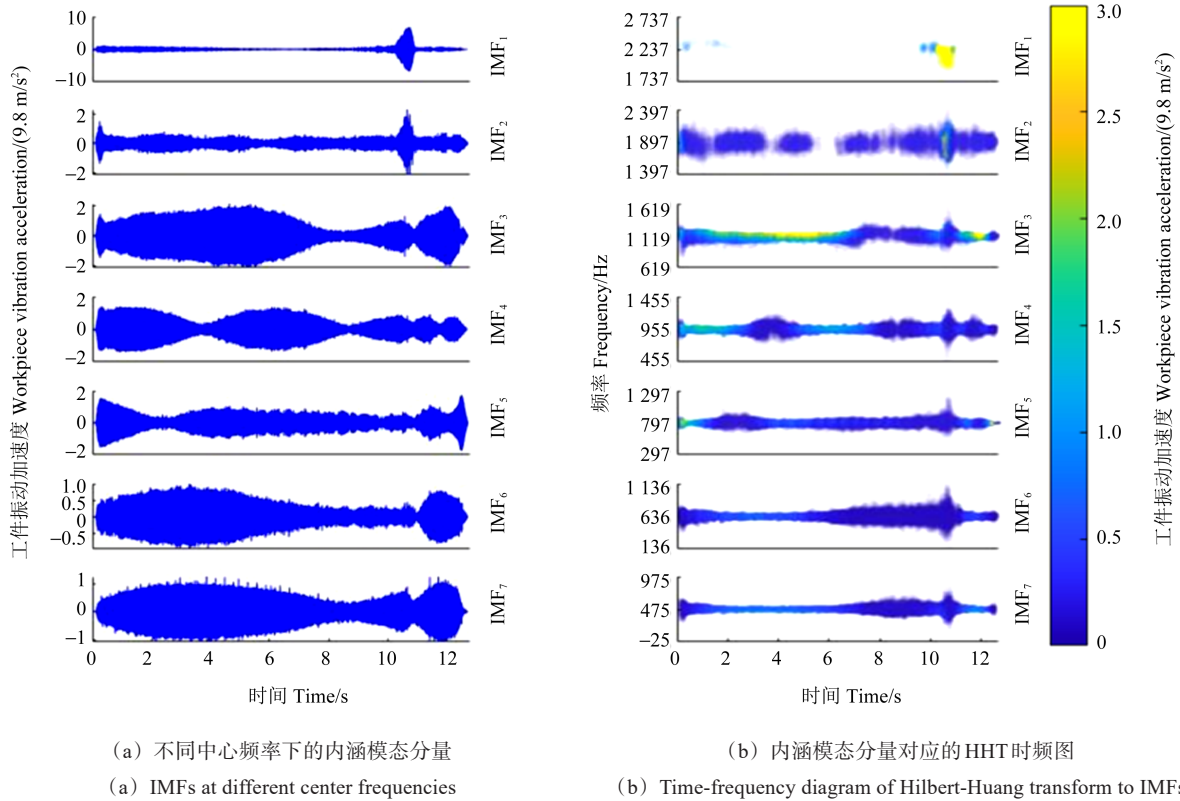 工件振动加速度 Workpiece vibration acceleration/(9.8 m/s²)
10
0
−10
IMF₁
2
0
−2
IMF₂
2
0
−2
IMF₃
2
0
−2
IMF₄
2
0
−2
IMF₅
1.0
0.5
0
−0.5
IMF₆
1
0
−1
IMF₇
0 2 4 6 8 10 12
时间 Time/s
（a）不同中心频率下的内涵模态分量
（a）IMFs at different center frequencies
频率 Frequency/Hz
2 737
2 237
1 737
IMF₁
2 397
1 897
1 397
IMF₂
1 619
1 119
619
IMF₃
1 455
955
455
IMF₄
1 297
797
297
IMF₅
1 136
636
136
IMF₆
975
475
−25
IMF₇
0 2 4 6 8 10 12
时间 Time/s
3.0
2.5
2.0
1.5
1.0
0.5
0
工件振动加速度 Workpiece vibration acceleration/(9.8 m/s²)
（b）内涵模态分量对应的HHT时频图
（b）Time-frequency diagram of Hilbert-Huang transform to IMFs